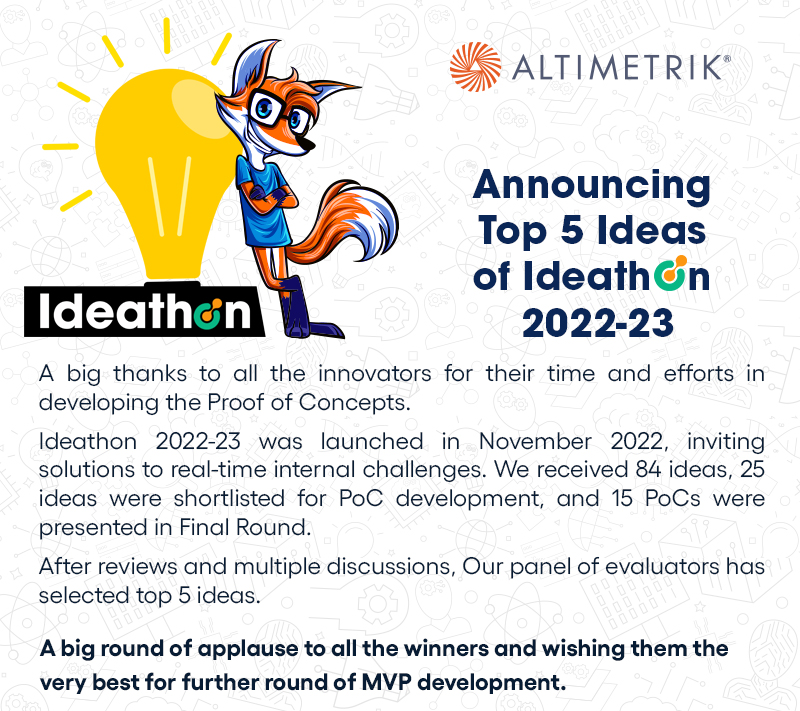 ALTIMETRIK®
Announcing
Top 5 Ideas
of Ideathon
2022-23
Ideathon
A big thanks to all the innovators for their time and efforts in
developing the Proof of Concepts.
Ideathon 2022-23 was launched in November 2022, inviting
solutions to real-time internal challenges. We received 84 ideas, 25
ideas were shortlisted for PoC development, and 15 PoCs were
presented in Final Round.
After reviews and multiple discussions, Our panel of evaluators has
selected top 5 ideas.
A big round of applause to all the winners and wishing them the
very best for further round of MVP development.